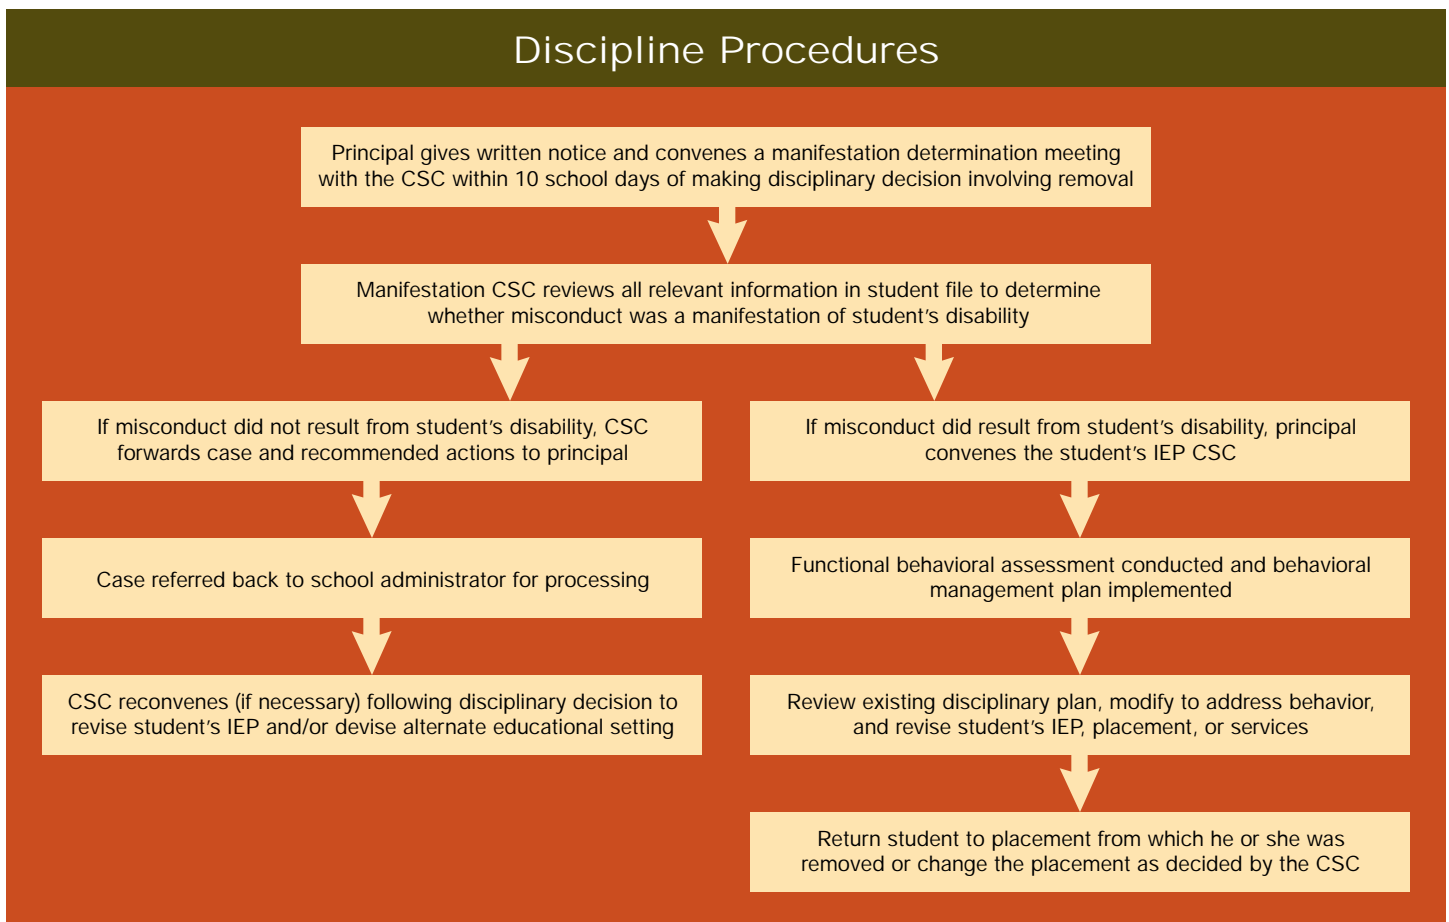 Discipline Procedures
Principal gives written notice and convenes a manifestation determination meeting
with the CSC within 10 school days of making disciplinary decision involving removal
Manifestation CSC reviews all relevant information in student file to determine
whether misconduct was a manifestation of student's disability
If misconduct did not result from student's disability, CSC
forwards case and recommended actions to principal
Case referred back to school administrator for processing
CSC reconvenes (if necessary) following disciplinary decision to
revise student's IEP and/or devise alternate educational setting
If misconduct did result from student's disability, principal
convenes the student's IEP CSC
Functional behavioral assessment conducted and behavioral
management plan implemented
Review existing disciplinary plan, modify to address behavior,
and revise student's IEP, placement, or services
Return student to placement from which he or she was
removed or change the placement as decided by the CSC